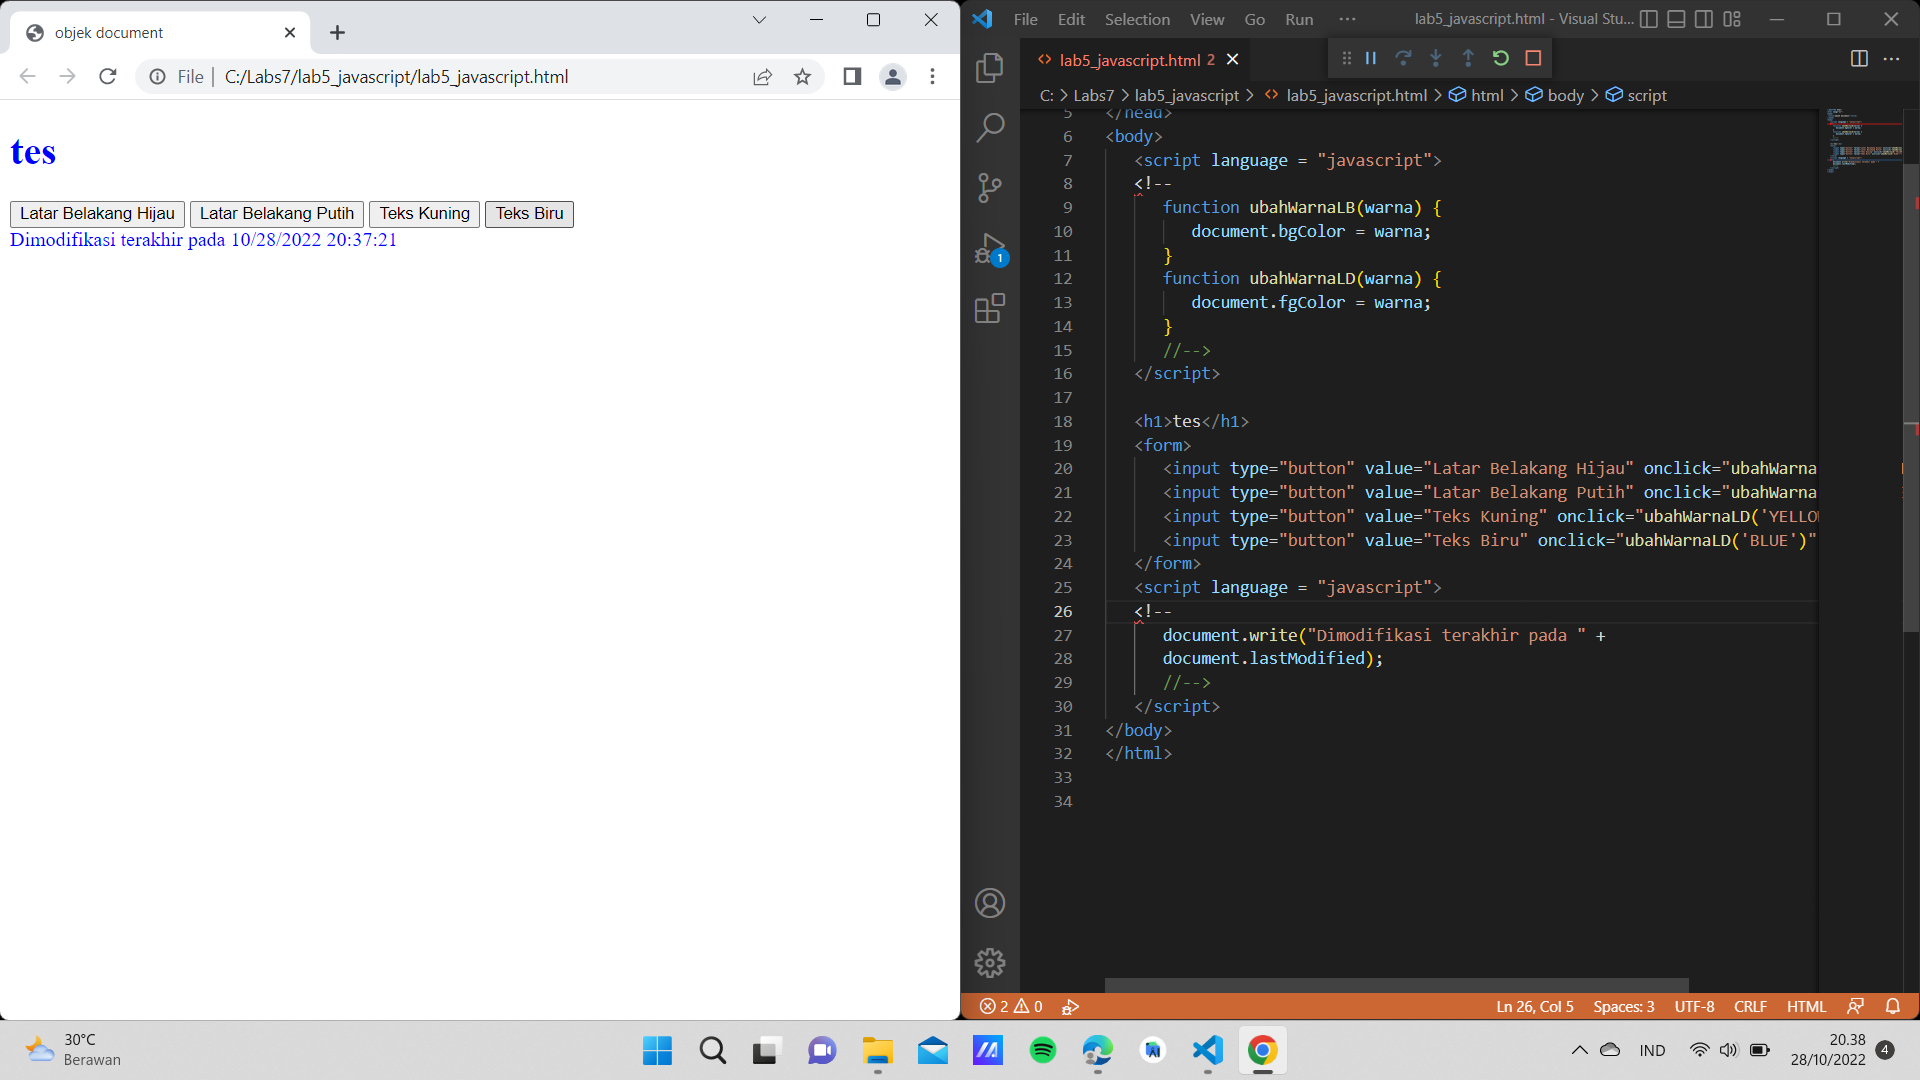 objek document
File
C:/Labs7/lab5_javascript/lab5_javascript.html
tes
Latar Belakang Hijau
Latar Belakang Putih
Teks Kuning
Teks Biru
Dimodifikasi terakhir pada 10/28/2022 20:37:21
File Edit Selection View Go Run ··· lab5_javascript.html - Visual Stu...
lab5_javascript.html 2
C: > Labs7 > lab5_javascript > lab5_javascript.html > html > body > script
5 </head>
6 <body>
7 <script language = "javascript">
8 <!--
9 function ubahWarnaLB(warna) {
10 document.bgColor = warna;
11 }
12 function ubahWarnaLD(warna) {
13 document.fgColor = warna;
14 }
15 //-->
16 </script>
17
18 <h1>tes</h1>
19 <form>
20 <input type="button" value="Latar Belakang Hijau" onclick="ubahWarna
21 <input type="button" value="Latar Belakang Putih" onclick="ubahWarna
22 <input type="button" value="Teks Kuning" onclick="ubahWarnaLD('YELLO
23 <input type="button" value="Teks Biru" onclick="ubahWarnaLD('BLUE')"
24 </form>
25 <script language = "javascript">
26 <!--
27 document.write("Dimodifikasi terakhir pada " +
28 document.lastModified);
29 //-->
30 </script>
31 </body>
32 </html>
33
34
1
2 0 Ln 26, Col 5 Spaces: 3 UTF-8 CRLF HTML
30°C
Berawan
IND
20.38
28/10/2022
4